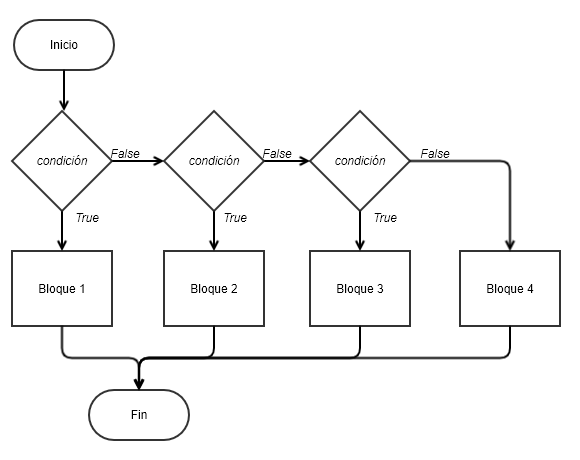 Inicio
condición
False
condición
False
condición
False
True
True
True
Bloque 1
Bloque 2
Bloque 3
Bloque 4
Fin